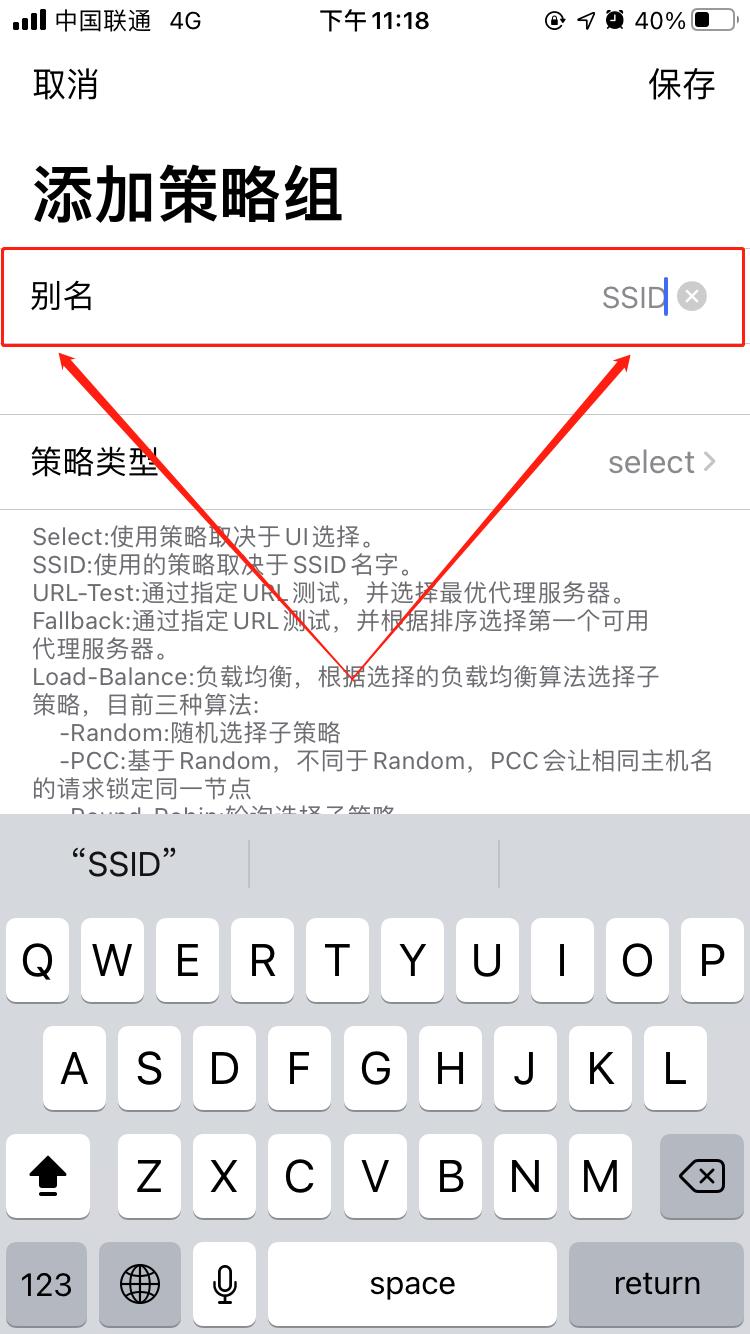 中国联通 4G 下午11:18 40%
取消 保存
添加策略组
别名 SSID
策略类型 select
Select:使用策略取决于UI选择。
SSID:使用的策略取决于SSID名字。
URL-Test:通过指定URL测试，并选择最优代理服务器。
Fallback:通过指定URL测试，并根据排序选择第一个可用
代理服务器。
Load-Balance:负载均衡，根据选择的负载均衡算法选择子
策略，目前三种算法:
-Random:随机选择子策略
-PCC:基于Random，不同于Random，PCC会让相同主机名
的请求锁定同一节点
-Round-Robin:轮询选择子策略
“SSID”
Q W E R T Y U I O P
A S D F G H J K L
Z X C V B N M
123 space return